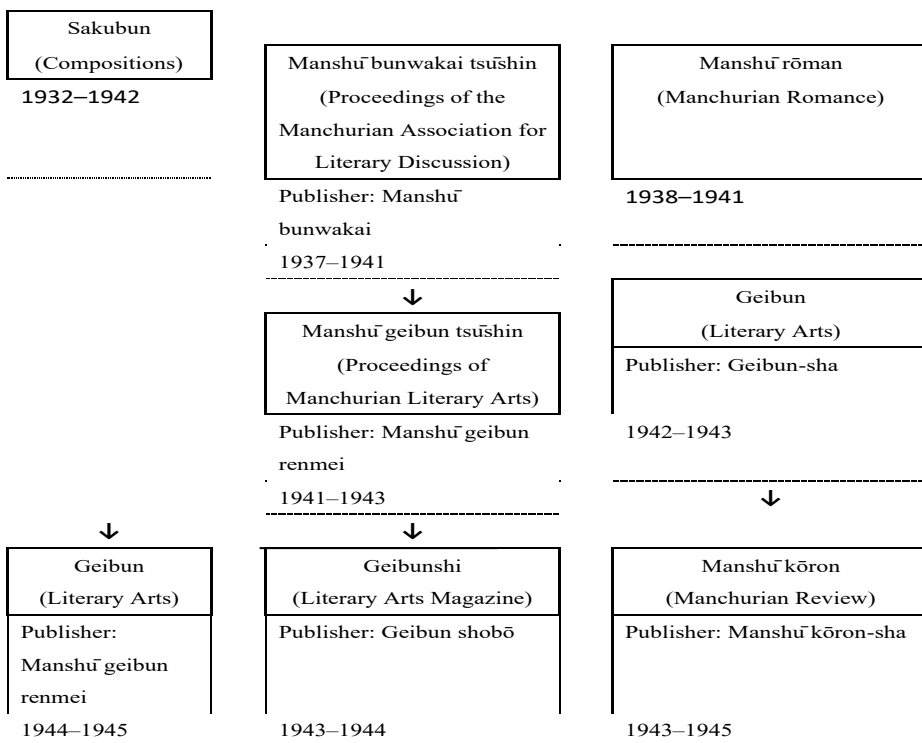 Sakubun
(Compositions)
1932–1942
Manshū bunwakai tsūshin
(Proceedings of the
Manchurian Association for
Literary Discussion)
Publisher: Manshū
bunwakai
1937–1941
Manshū rōman
(Manchurian Romance)
1938–1941
↓
Manshū geibun tsūshin
(Proceedings of
Manchurian Literary Arts)
Publisher: Manshū geibun
renmei
1941–1943
Geibun
(Literary Arts)
Publisher: Geibun-sha
1942–1943
↓
↓
↓
Geibun
(Literary Arts)
Publisher:
Manshū geibun
renmei
1944–1945
Geibunshi
(Literary Arts Magazine)
Publisher: Geibun shobō
1943–1944
Manshū kōron
(Manchurian Review)
Publisher: Manshū kōron-sha
1943–1945